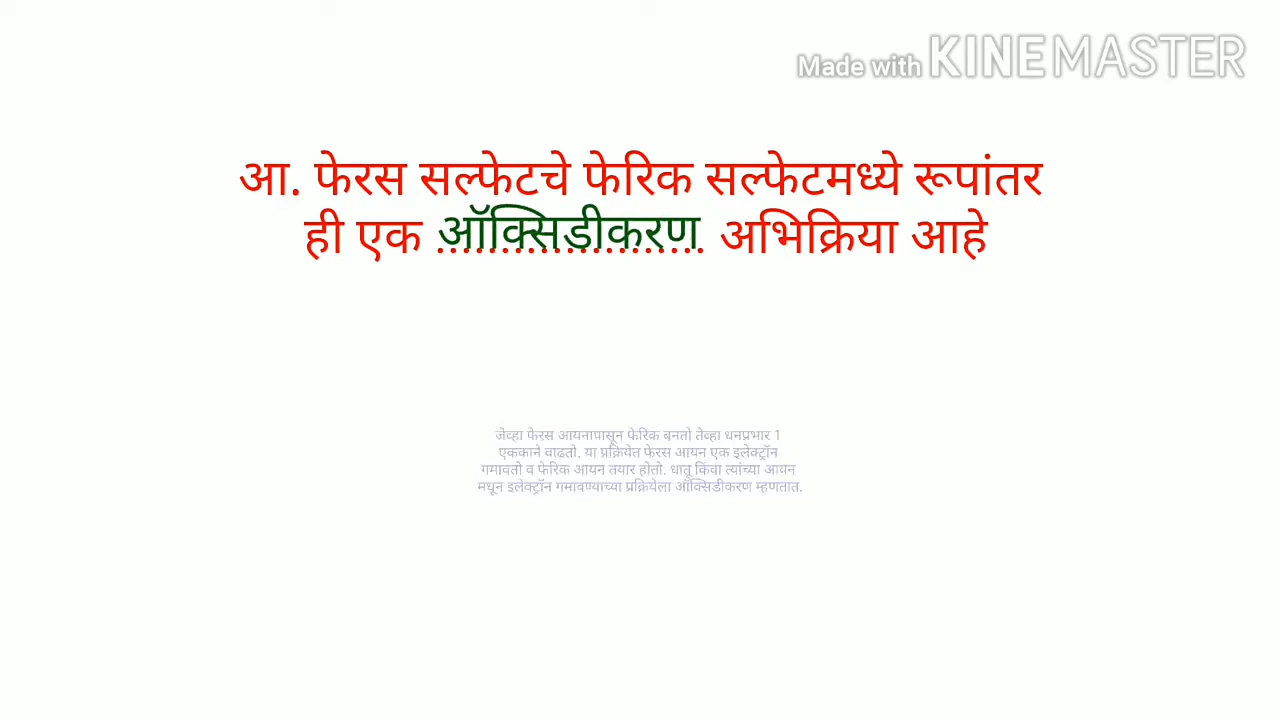 Made with KINEMASTER
आ. फेरस सल्फेटचे फेरिक सल्फेटमध्ये रूपांतर
ही एक ऑक्सिडीकरण अभिक्रिया आहे
जेव्हा फेरस आयनापासून फेरिक बनतो तेव्हा धनप्रभार 1
एककाने वाढतो. या प्रक्रियेत फेरस आयन एक इलेक्ट्रॉन
गमावतो व फेरिक आयन तयार होतो. धातू किंवा त्यांच्या आयन
मधून इलेक्ट्रॉन गमावण्याच्या प्रक्रियेला ऑक्सिडीकरण म्हणतात.